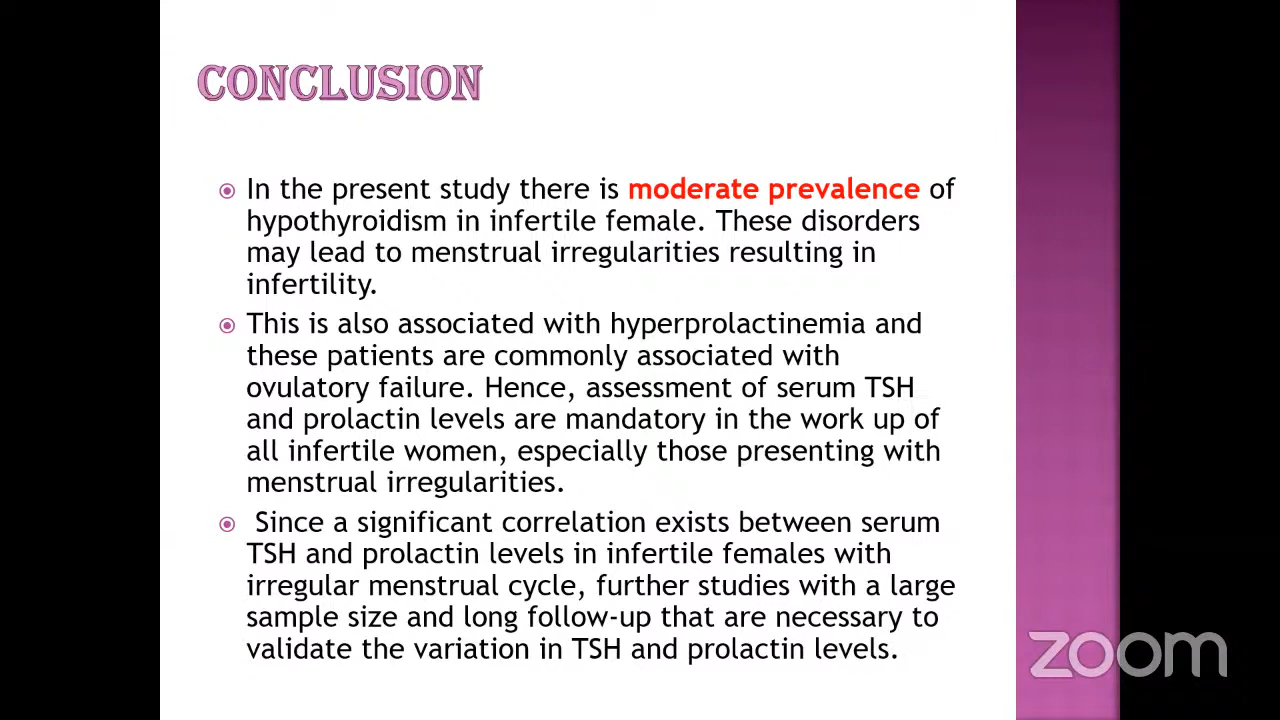 CONCLUSION
In the present study there is moderate prevalence of
hypothyroidism in infertile female. These disorders
may lead to menstrual irregularities resulting in
infertility.
This is also associated with hyperprolactinemia and
these patients are commonly associated with
ovulatory failure. Hence, assessment of serum TSH
and prolactin levels are mandatory in the work up of
all infertile women, especially those presenting with
menstrual irregularities.
Since a significant correlation exists between serum
TSH and prolactin levels in infertile females with
irregular menstrual cycle, further studies with a large
sample size and long follow-up that are necessary to
validate the variation in TSH and prolactin levels.
zoom